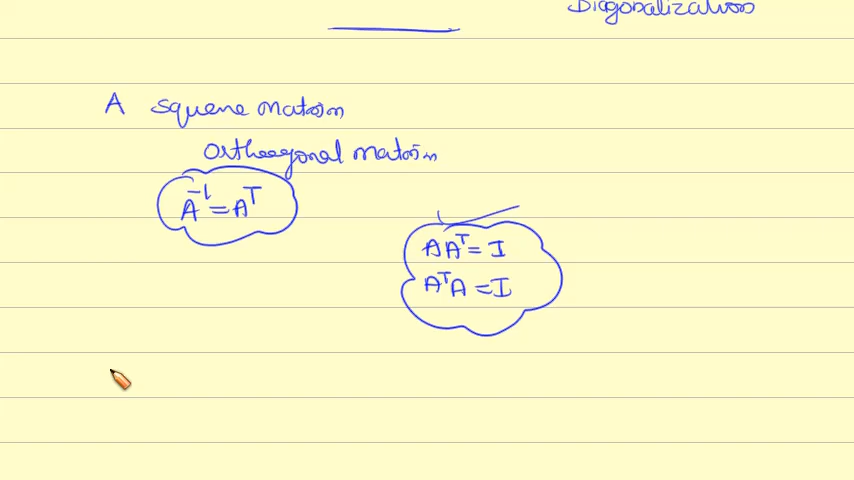 Diagonalization
A square matrix
Orthogonal matrix
A⁻¹ = Aᵀ
AAᵀ = I
AᵀA = I